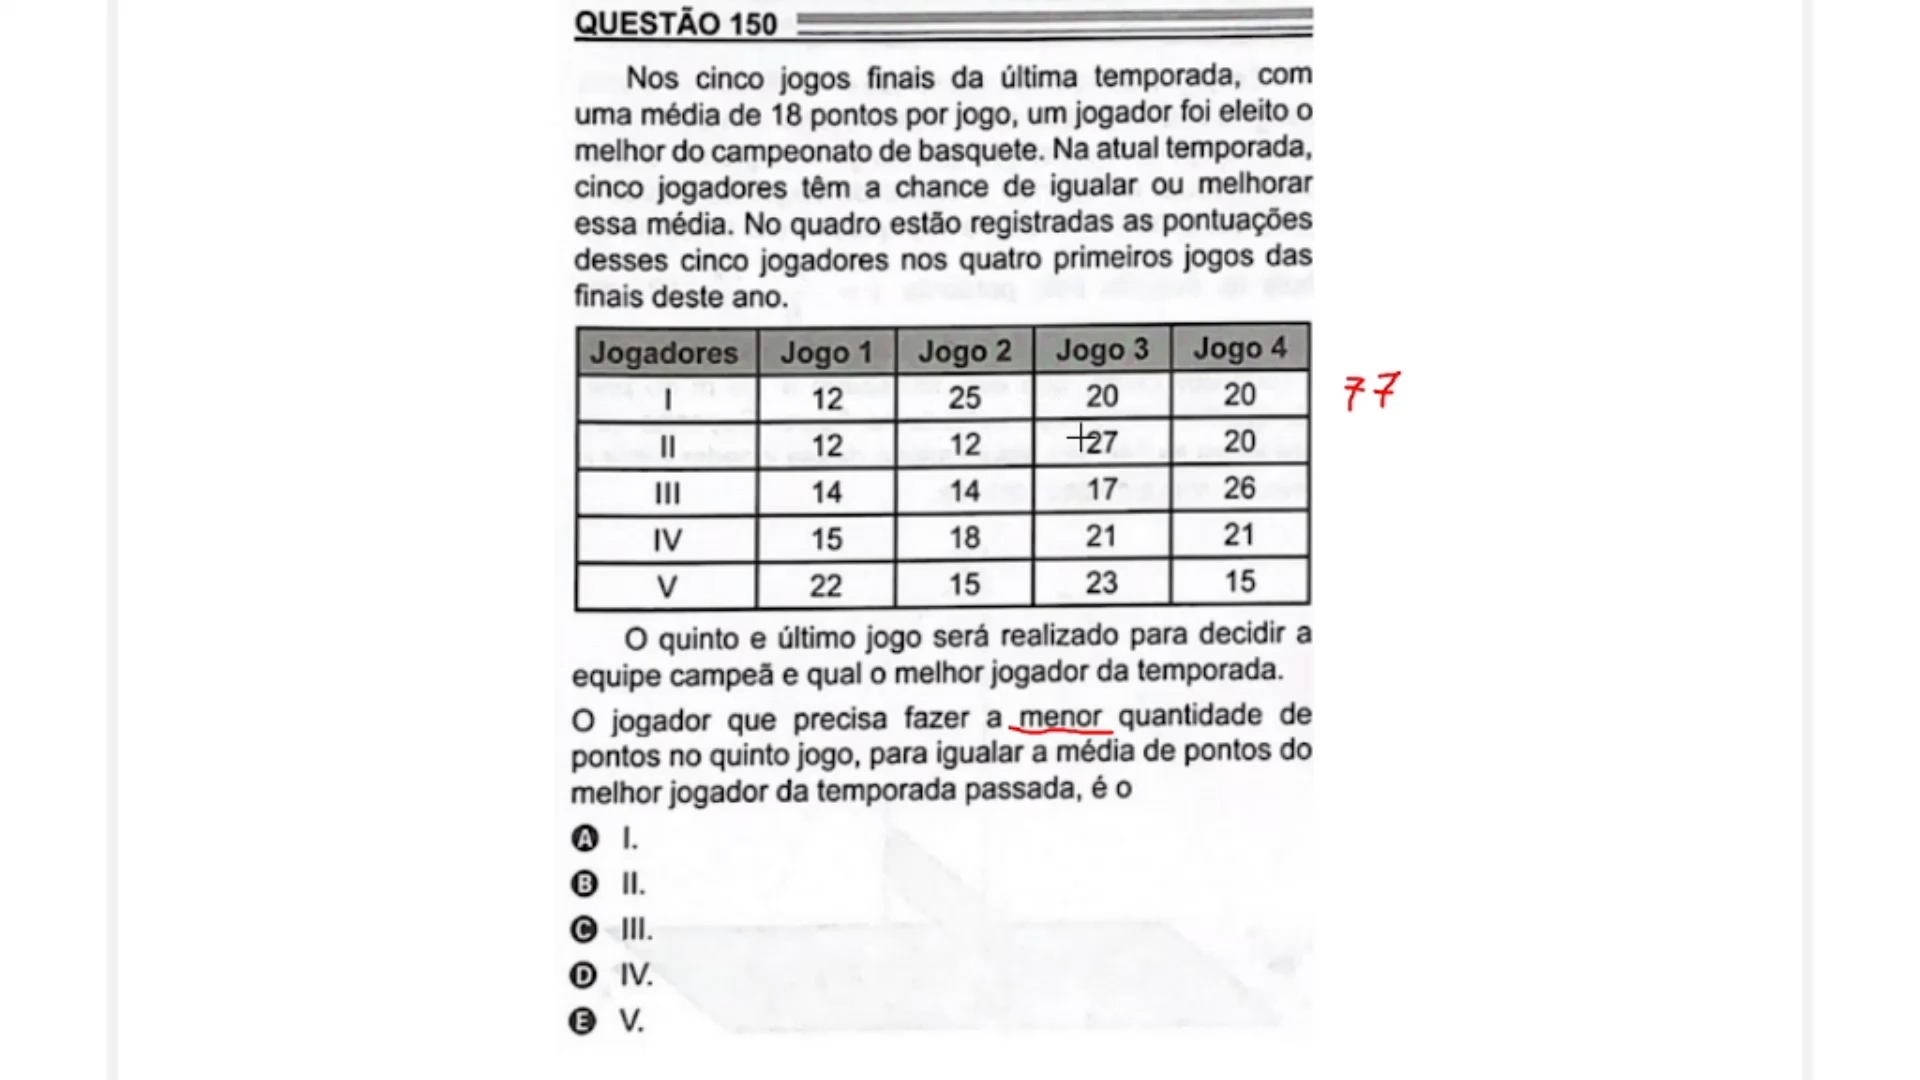 QUESTÃO 150
Nos cinco jogos finais da última temporada, com
uma média de 18 pontos por jogo, um jogador foi eleito o
melhor do campeonato de basquete. Na atual temporada,
cinco jogadores têm a chance de igualar ou melhorar
essa média. No quadro estão registradas as pontuações
desses cinco jogadores nos quatro primeiros jogos das
finais deste ano.
Jogadores Jogo 1 Jogo 2 Jogo 3 Jogo 4
I 12 25 20 20 77
II 12 12 27 20
III 14 14 17 26
IV 15 18 21 21
V 22 15 23 15
O quinto e último jogo será realizado para decidir a
equipe campeã e qual o melhor jogador da temporada.
O jogador que precisa fazer a menor quantidade de
pontos no quinto jogo, para igualar a média de pontos do
melhor jogador da temporada passada, é o
A I.
B II.
C III.
D IV.
E V.